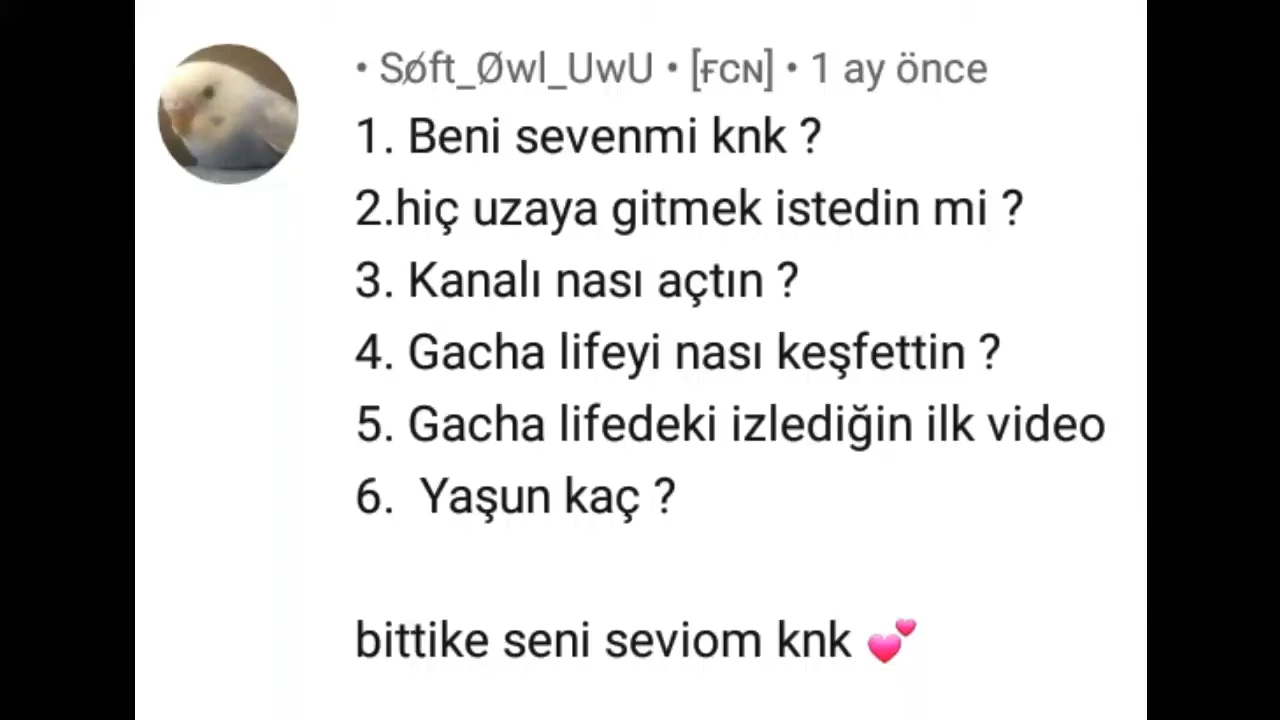 • Søft_Øwl_UwU • [ꜰᴄɴ] • 1 ay önce
1. Beni sevenmi knk ?
2.hiç uzaya gitmek istedin mi ?
3. Kanalı nası açtın ?
4. Gacha lifeyi nası keşfettin ?
5. Gacha lifedeki izlediğin ilk video
6.  Yaşun kaç ?
bittike seni seviom knk 💕